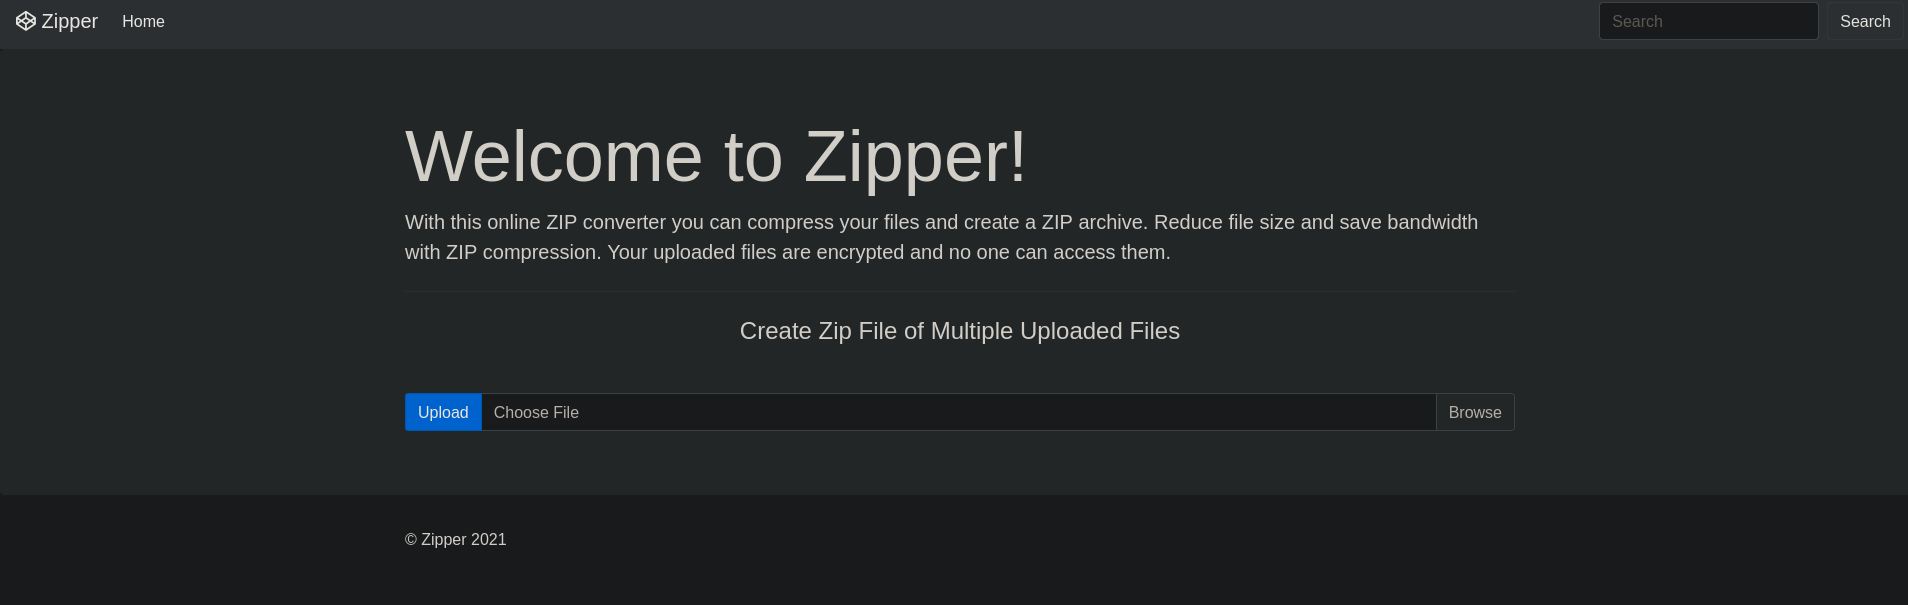 Zipper Home Search Search
Welcome to Zipper!
With this online ZIP converter you can compress your files and create a ZIP archive. Reduce file size and save bandwidth
with ZIP compression. Your uploaded files are encrypted and no one can access them.
Create Zip File of Multiple Uploaded Files
Upload Choose File Browse
© Zipper 2021